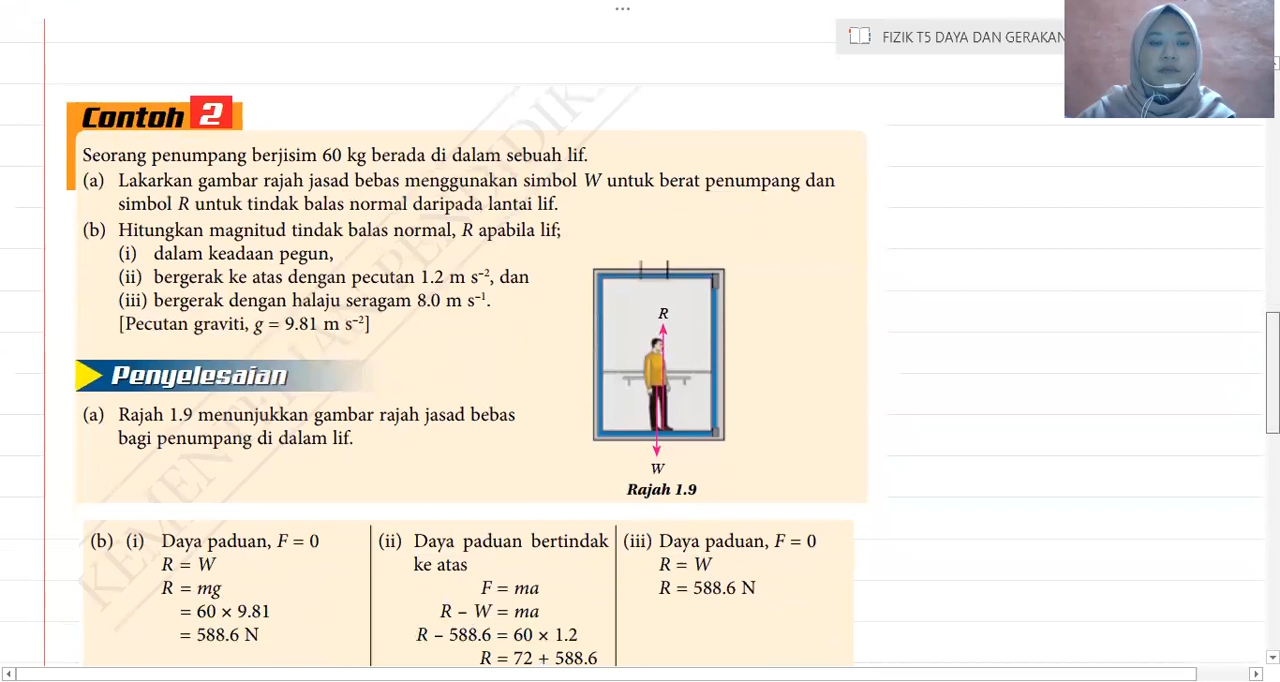 ...
FIZIK T5 DAYA DAN GERAKAN
Contoh 2
Seorang penumpang berjisim 60 kg berada di dalam sebuah lif.
(a) Lakarkan gambar rajah jasad bebas menggunakan simbol W untuk berat penumpang dan
simbol R untuk tindak balas normal daripada lantai lif.
(b) Hitungkan magnitud tindak balas normal, R apabila lif;
(i) dalam keadaan pegun,
(ii) bergerak ke atas dengan pecutan 1.2 m s⁻², dan
(iii) bergerak dengan halaju seragam 8.0 m s⁻¹.
[Pecutan graviti, g = 9.81 m s⁻²]
R
W
Rajah 1.9
Penyelesaian
(a) Rajah 1.9 menunjukkan gambar rajah jasad bebas
bagi penumpang di dalam lif.
(b) (i) Daya paduan, F = 0
R = W
R = mg
= 60 × 9.81
= 588.6 N
(ii) Daya paduan bertindak
ke atas
F = ma
R – W = ma
R – 588.6 = 60 × 1.2
R = 72 + 588.6
(iii) Daya paduan, F = 0
R = W
R = 588.6 N
KEMENTERIAN PENDIDIK